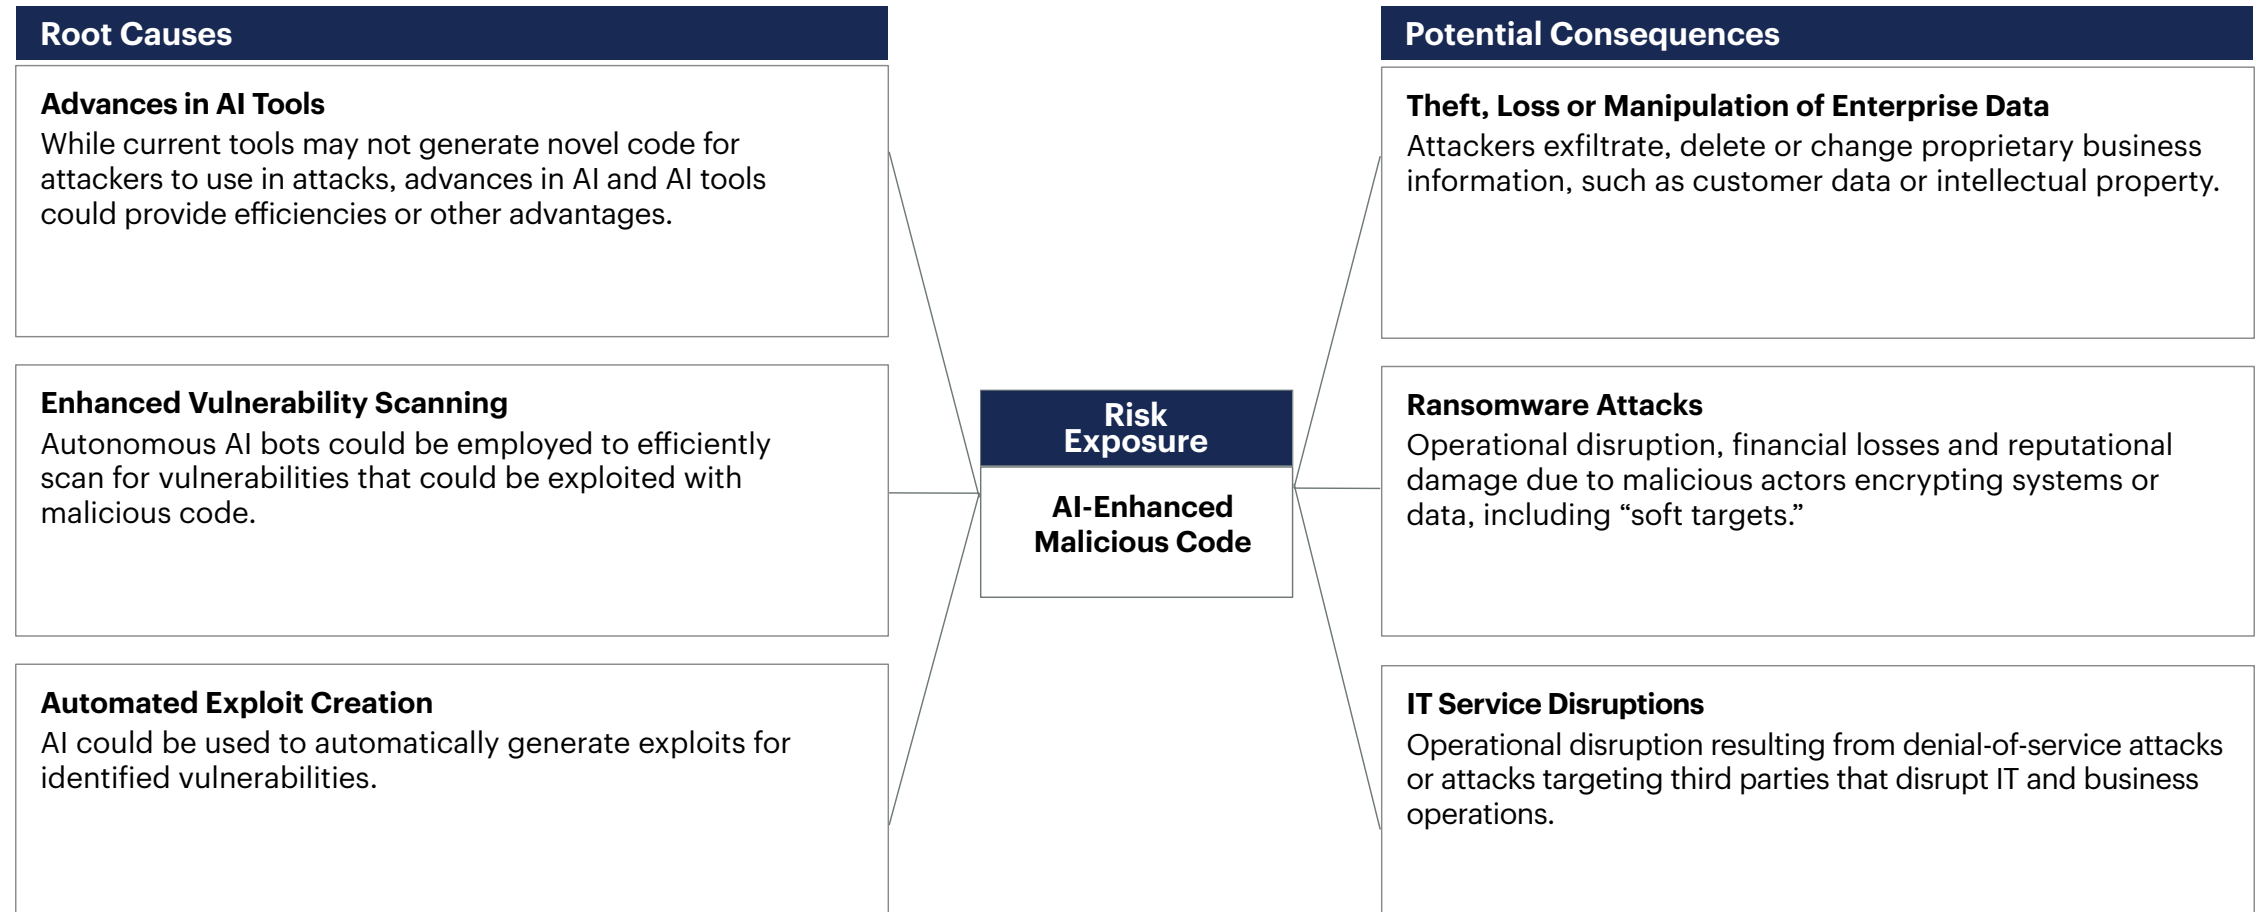 Root Causes
Advances in AI Tools
While current tools may not generate novel code for
attackers to use in attacks, advances in AI and AI tools
could provide efficiencies or other advantages.
Enhanced Vulnerability Scanning
Autonomous AI bots could be employed to efficiently
scan for vulnerabilities that could be exploited with
malicious code.
Automated Exploit Creation
AI could be used to automatically generate exploits for
identified vulnerabilities.
Risk
Exposure
AI-Enhanced
Malicious Code
Potential Consequences
Theft, Loss or Manipulation of Enterprise Data
Attackers exfiltrate, delete or change proprietary business
information, such as customer data or intellectual property.
Ransomware Attacks
Operational disruption, financial losses and reputational
damage due to malicious actors encrypting systems or
data, including “soft targets.”
IT Service Disruptions
Operational disruption resulting from denial-of-service attacks
or attacks targeting third parties that disrupt IT and business
operations.